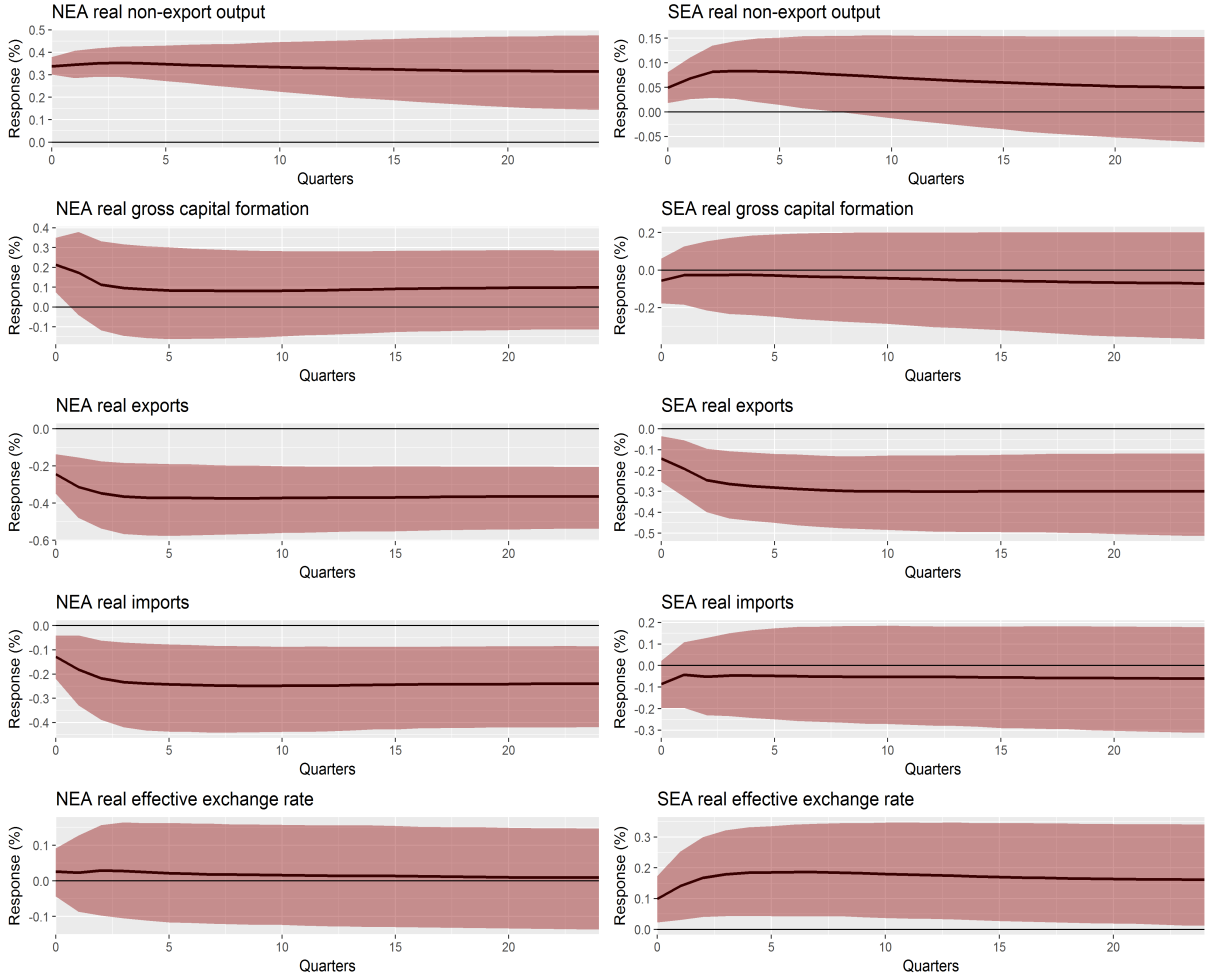 NEA real non-export output
Response (%)
0.5
0.4
0.3
0.2
0.1
0.0
0 5 10 15 20
Quarters
SEA real non-export output
Response (%)
0.15
0.10
0.05
0.00
-0.05
0 5 10 15 20
Quarters
NEA real gross capital formation
Response (%)
0.4
0.3
0.2
0.1
0.0
-0.1
0 5 10 15 20
Quarters
SEA real gross capital formation
Response (%)
0.2
0.0
-0.2
0 5 10 15 20
Quarters
NEA real exports
Response (%)
0.0
-0.2
-0.4
-0.6
0 5 10 15 20
Quarters
SEA real exports
Response (%)
0.0
-0.1
-0.2
-0.3
-0.4
-0.5
0 5 10 15 20
Quarters
NEA real imports
Response (%)
0.0
-0.1
-0.2
-0.3
-0.4
0 5 10 15 20
Quarters
SEA real imports
Response (%)
0.2
0.1
0.0
-0.1
-0.2
-0.3
0 5 10 15 20
Quarters
NEA real effective exchange rate
Response (%)
0.1
0.0
-0.1
0 5 10 15 20
Quarters
SEA real effective exchange rate
Response (%)
0.3
0.2
0.1
0.0
0 5 10 15 20
Quarters